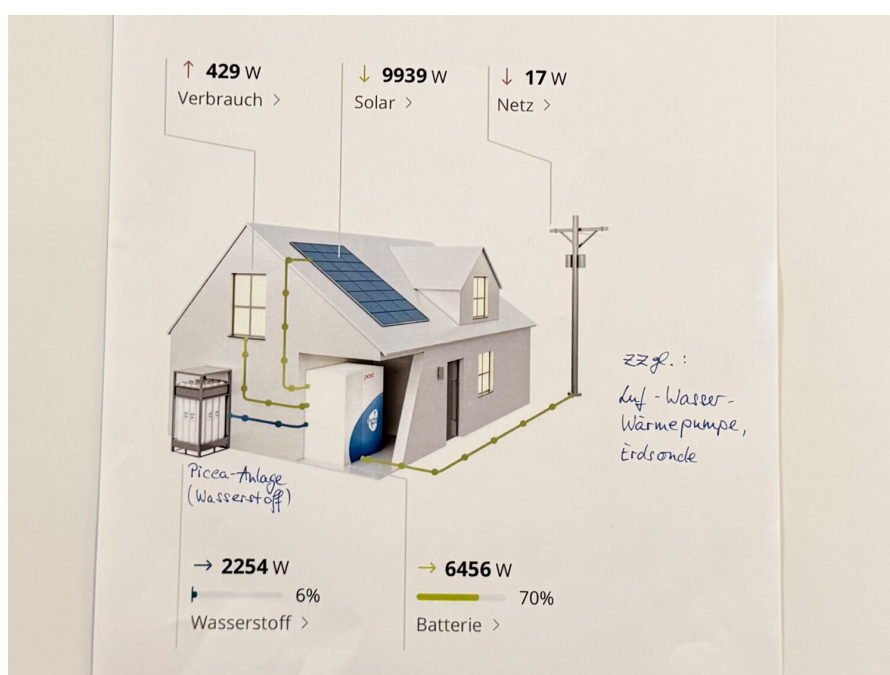 ↑ 429 W
Verbrauch >
↓ 9939 W
Solar >
↓ 17 W
Netz >
zzgl.:
Luf-Wasser-
Wärmepumpe,
Erdsonde
Picea-Anlage
(Wasserstoff)
→ 2254 W
6%
Wasserstoff >
→ 6456 W
70%
Batterie >